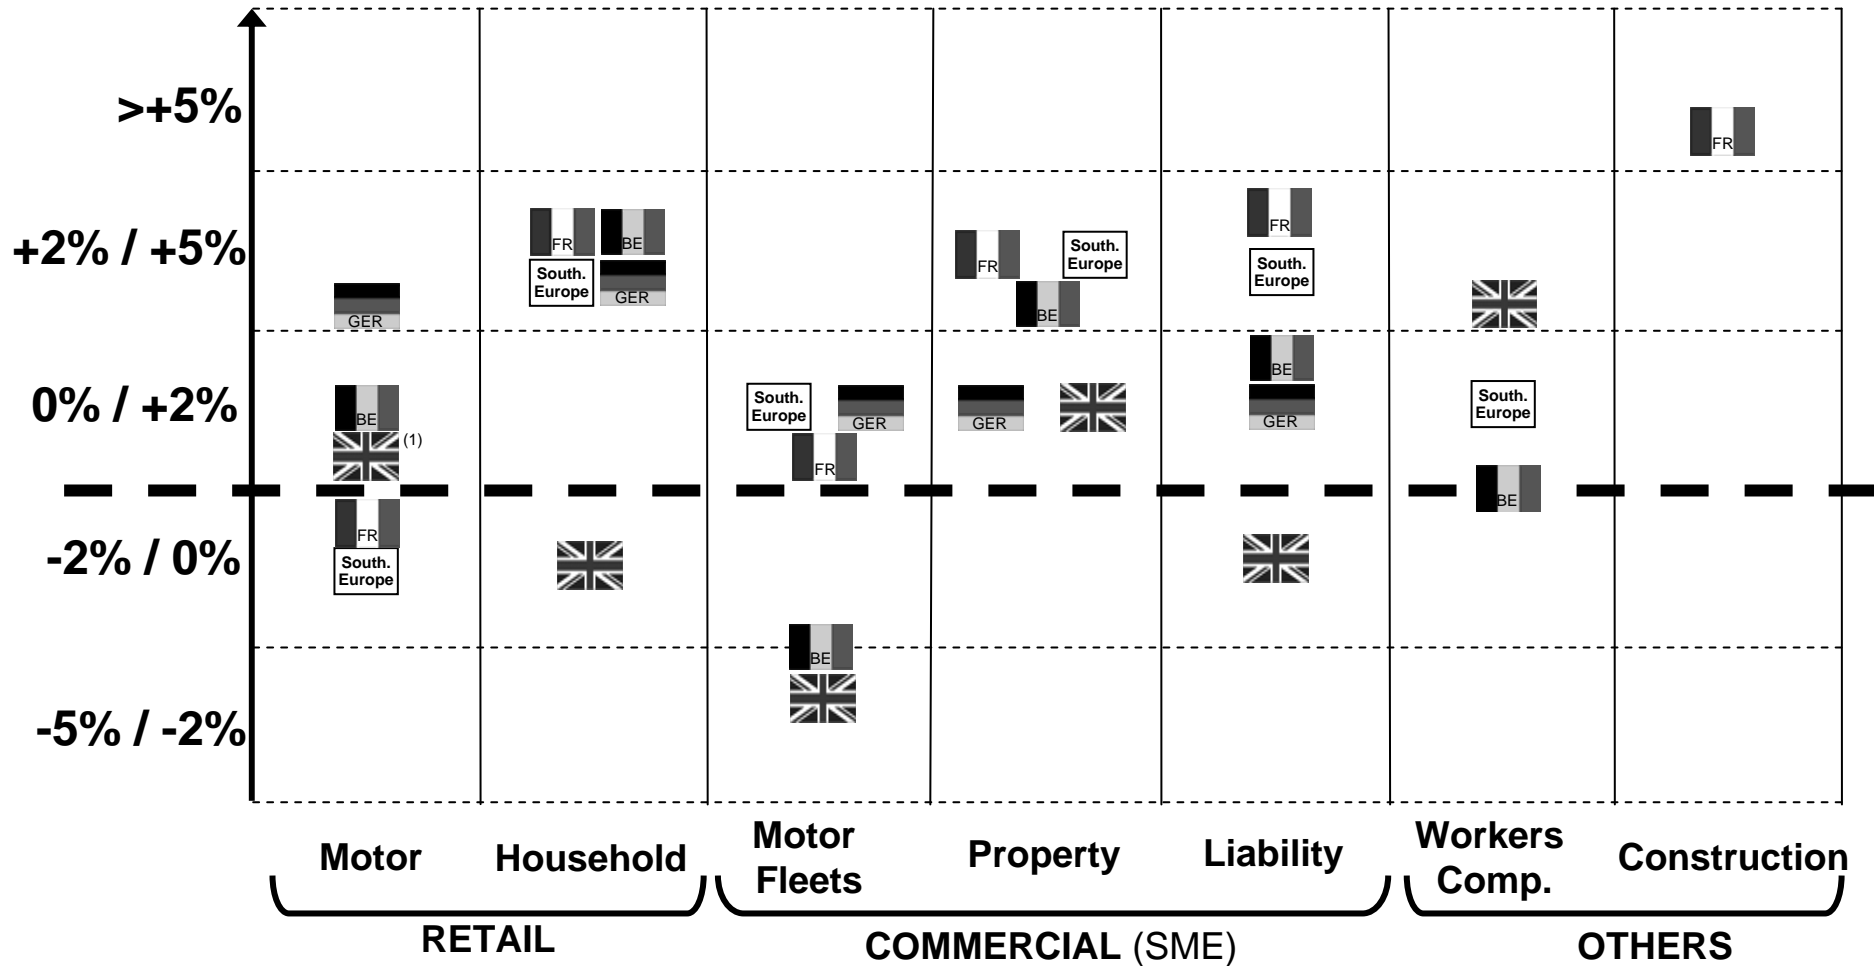 >+5%
FR
+2% / +5%
FR
BE
South.
Europe
GER
GER
FR
South.
Europe
BE
FR
South.
Europe
0% / +2%
BE
(1)
South.
Europe
GER
FR
GER
BE
GER
South.
Europe
BE
-2% / 0%
FR
South.
Europe
BE
-5% / -2%
Motor
Household
Motor
Fleets
Property
Liability
Workers
Comp.
Construction
RETAIL
COMMERCIAL (SME)
OTHERS